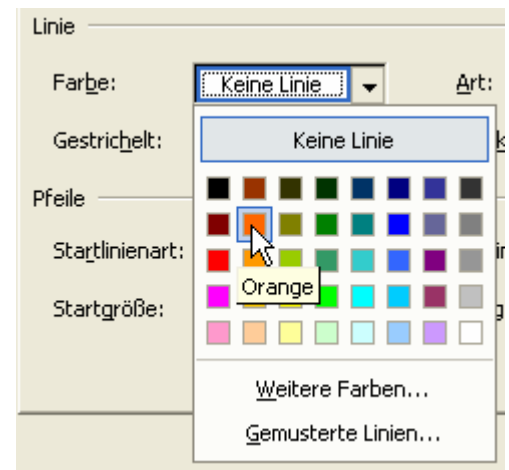 Linie
Farbe: Keine Linie Art:
Gestrichelt: Keine Linie
Pfeile
Startlinienart:
Orange
Startgröße:
Weitere Farben...
Gemusterte Linien...